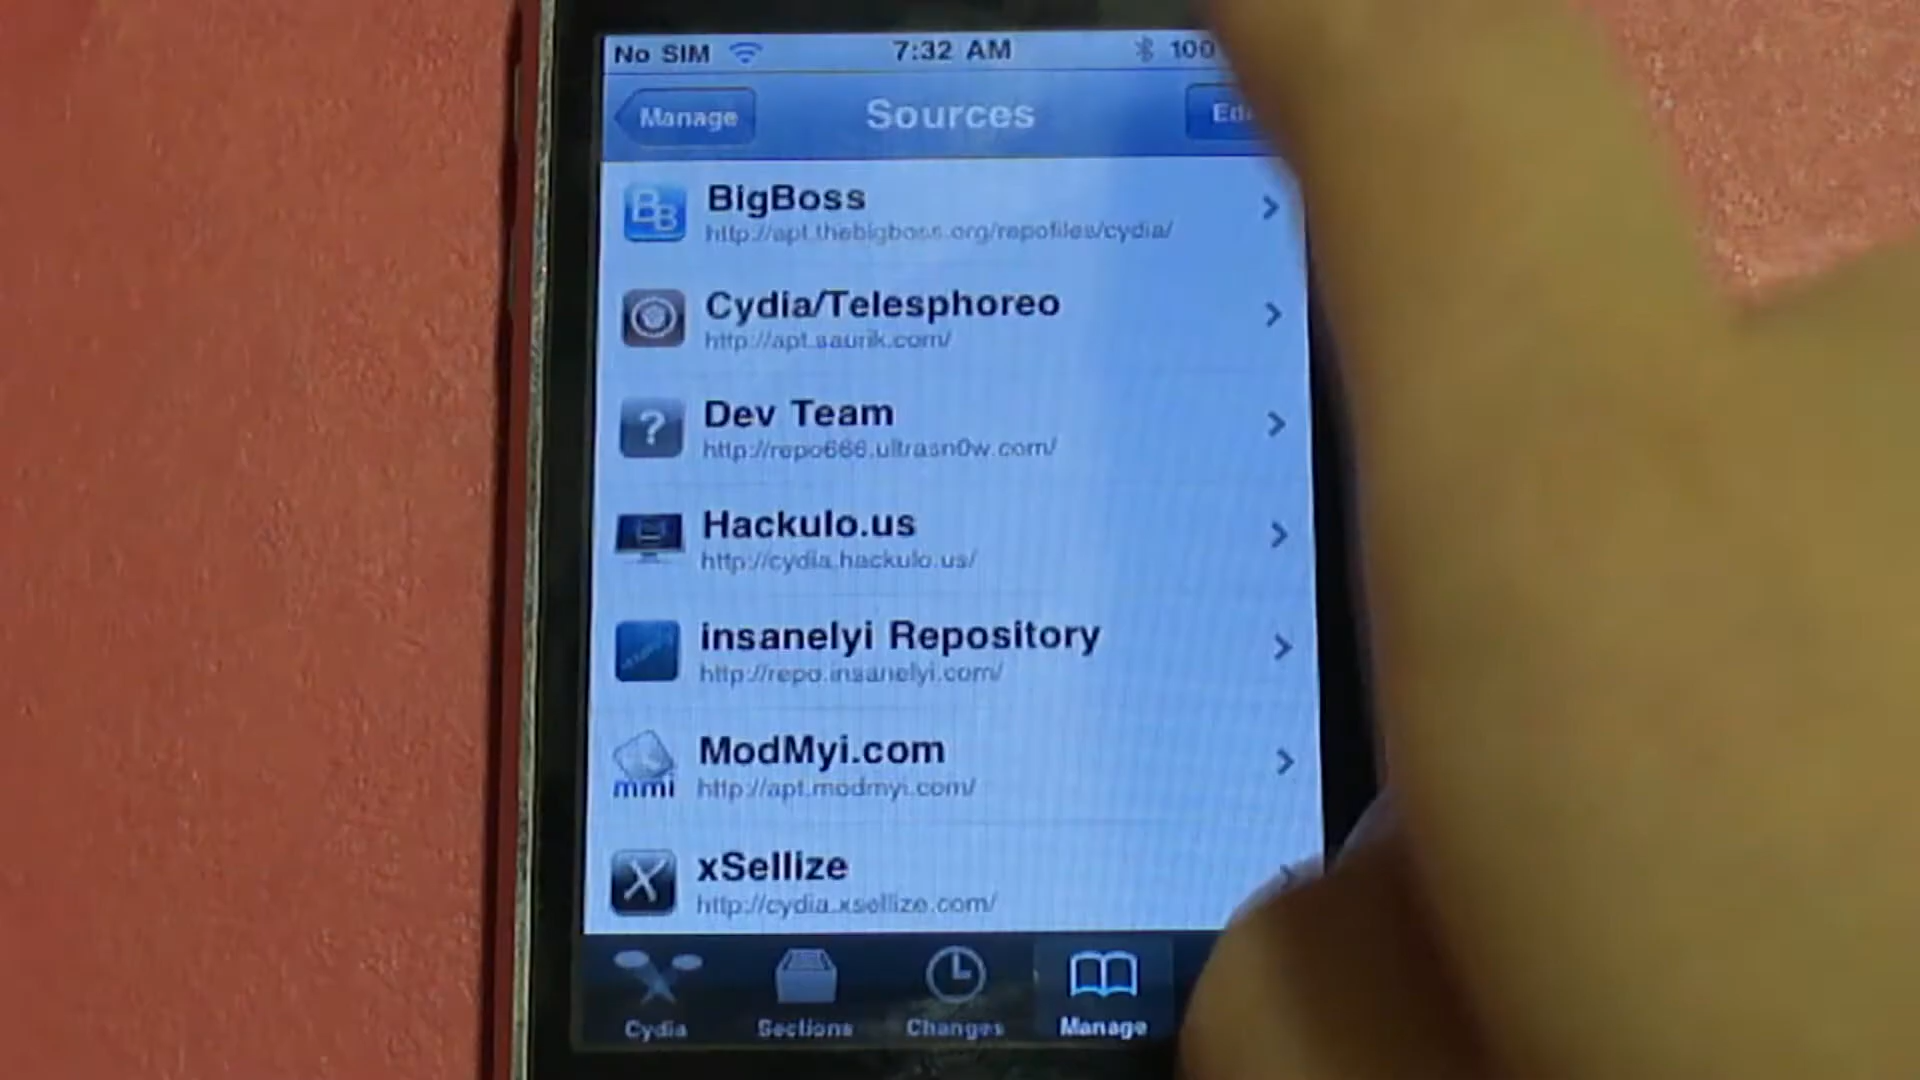 No SIM 7:32 AM 100
Manage Sources Edi
BigBoss
http://apt.thebigboss.org/repofiles/cydia/
Cydia/Telesphoreo
http://apt.saurik.com/
Dev Team
http://repo666.ultrasn0w.com/
Hackulo.us
http://cydia.hackulo.us/
insanelyi Repository
http://repo.insanelyi.com/
ModMyi.com
mmi http://apt.modmyi.com/
xSellize
http://cydia.xsellize.com/
Cydia Sections Changes Manage